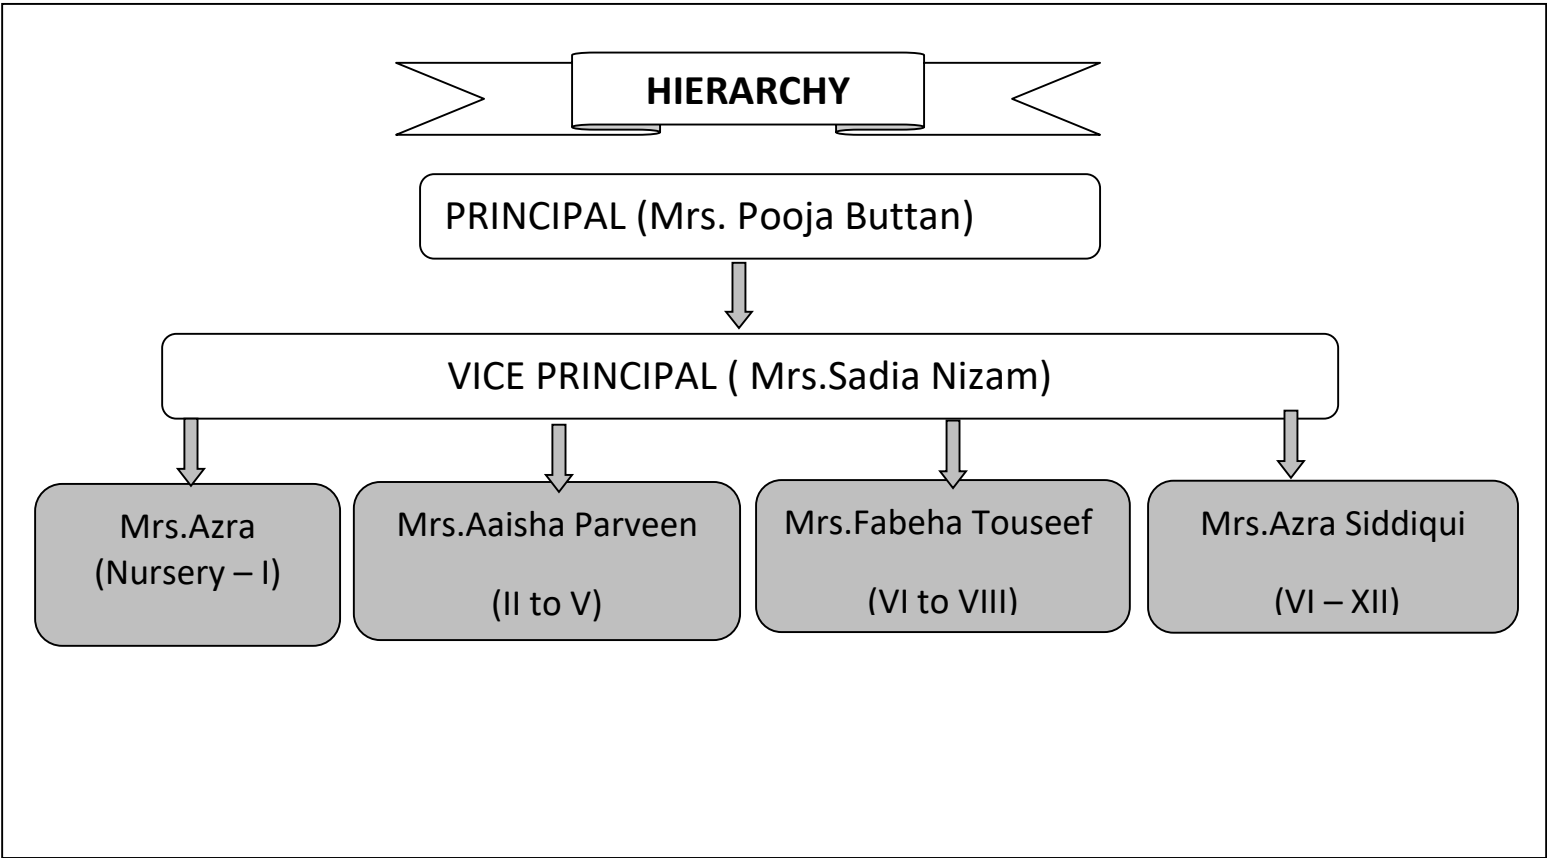 HIERARCHY
PRINCIPAL (Mrs. Pooja Buttan)
VICE PRINCIPAL ( Mrs.Sadia Nizam)
Mrs.Azra
(Nursery – I)
Mrs.Aaisha Parveen
(II to V)
Mrs.Fabeha Touseef
(VI to VIII)
Mrs.Azra Siddiqui
(VI – XII)